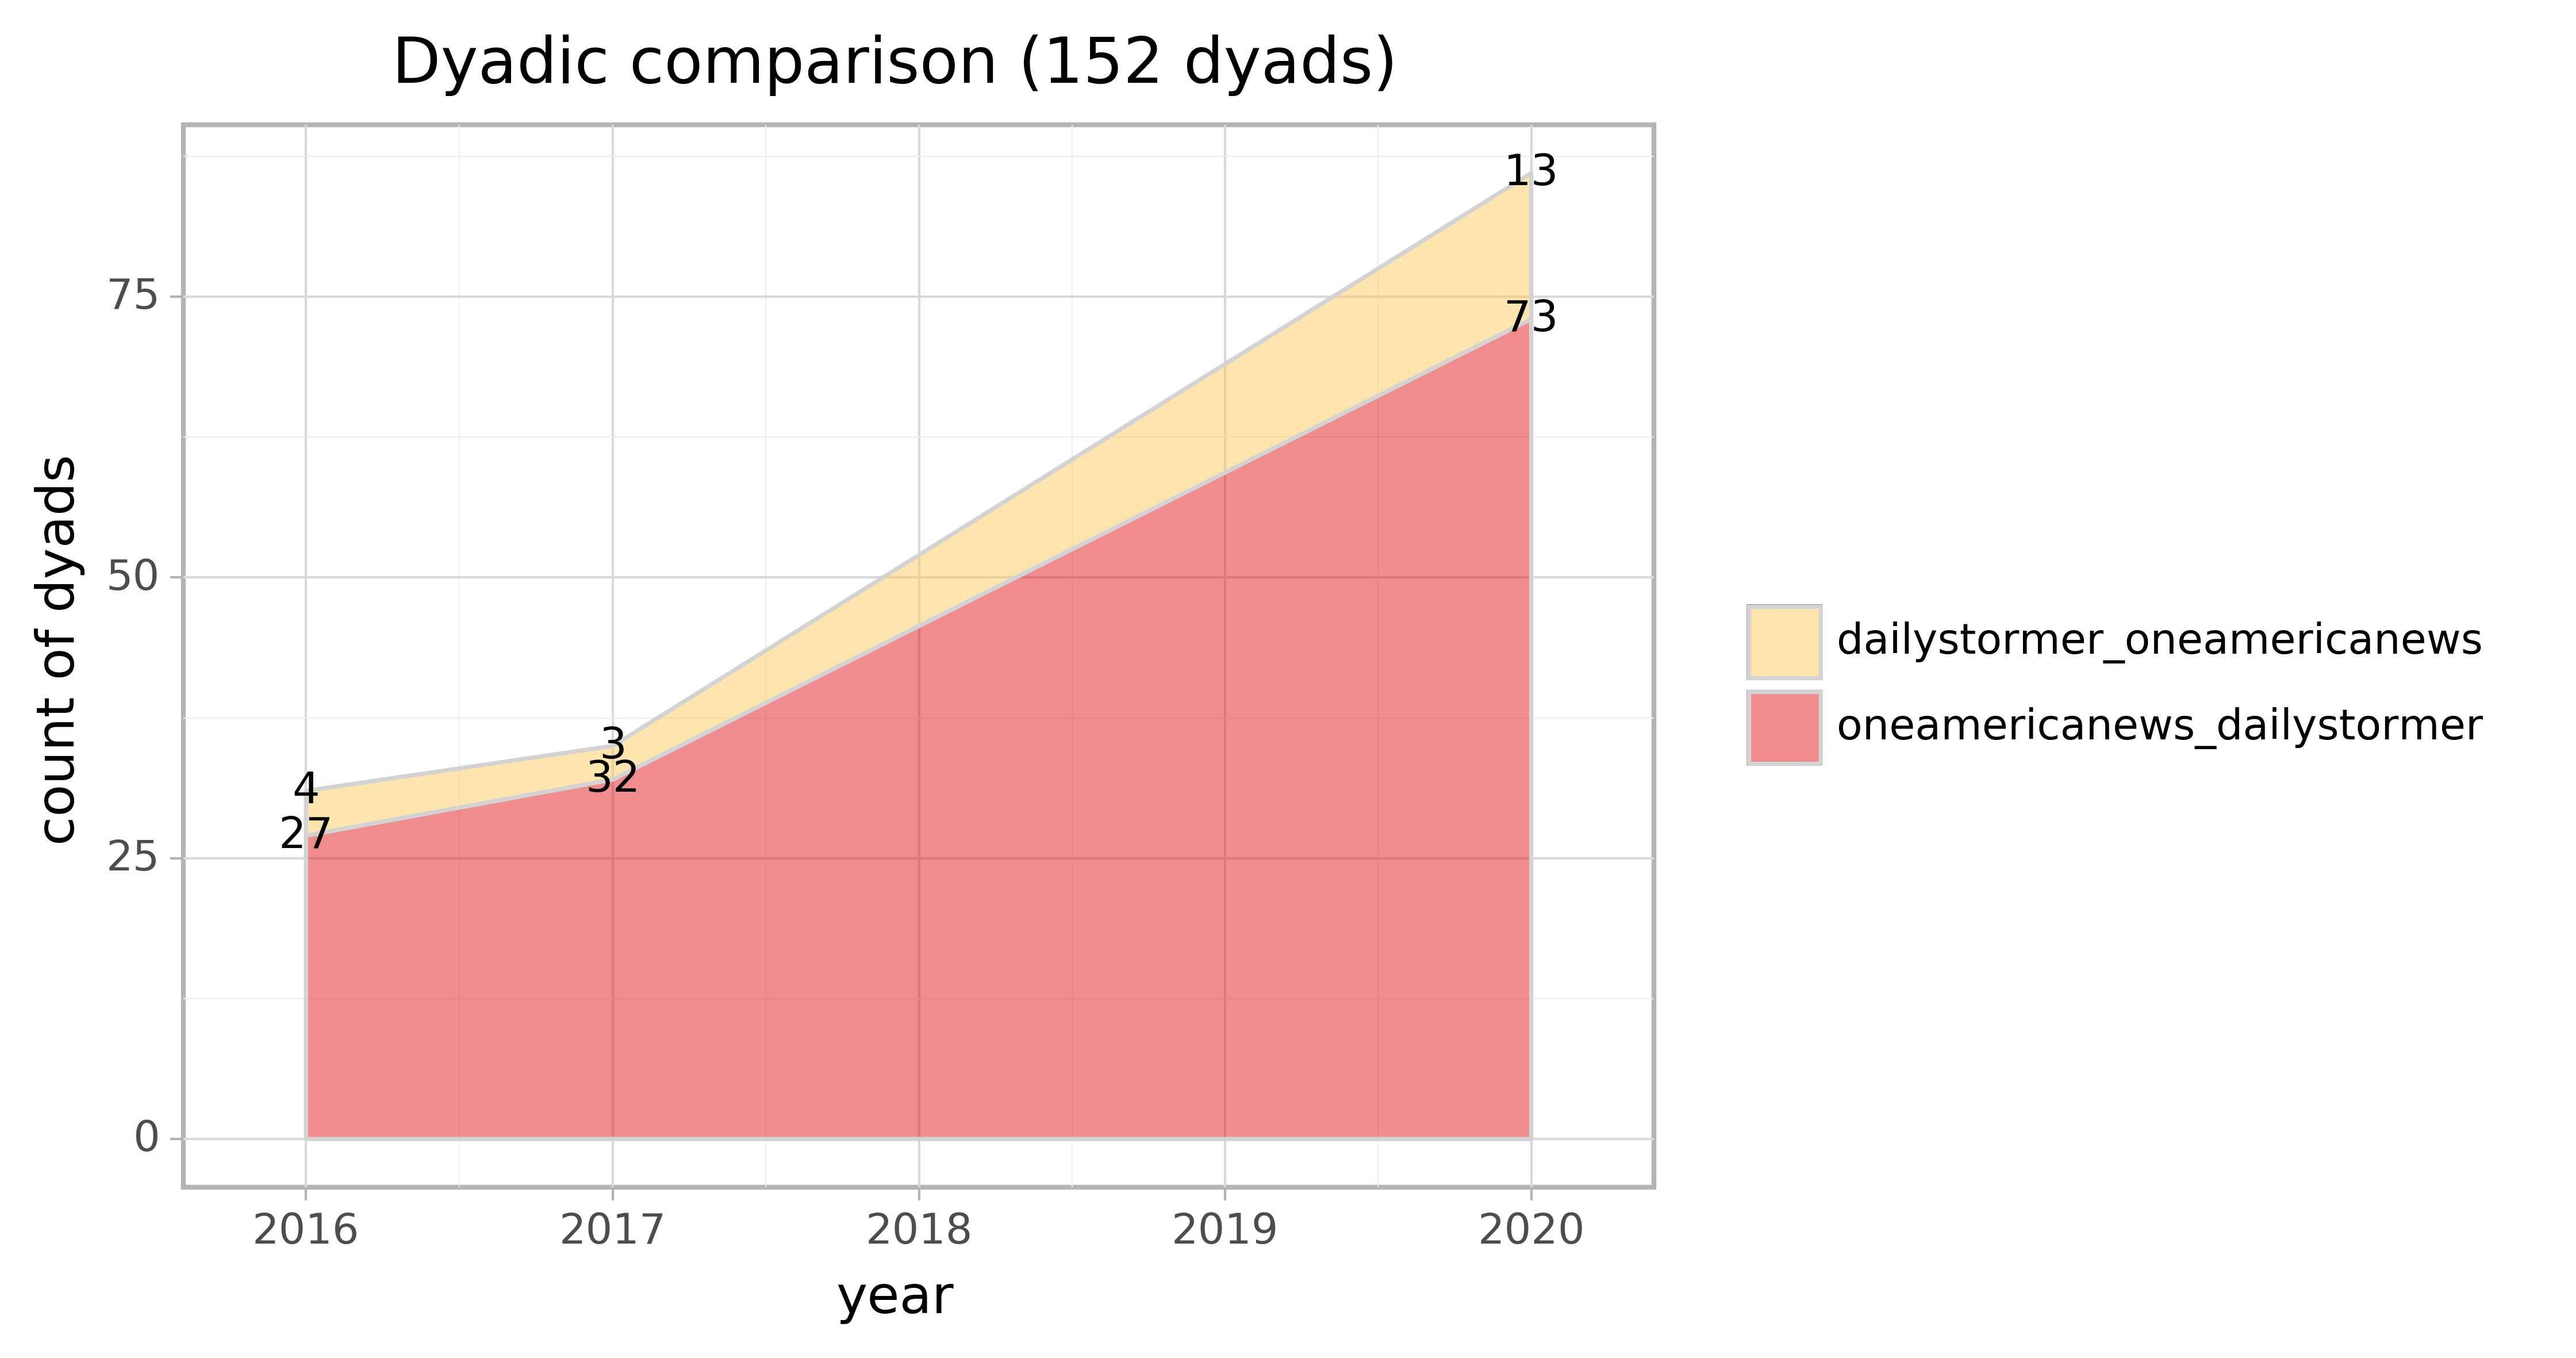 Dyadic comparison (152 dyads)
count of dyads
75
50
25
0
13
73
3
32
4
27
2016 2017 2018 2019 2020
year
dailystormer_oneamericanews
oneamericanews_dailystormer